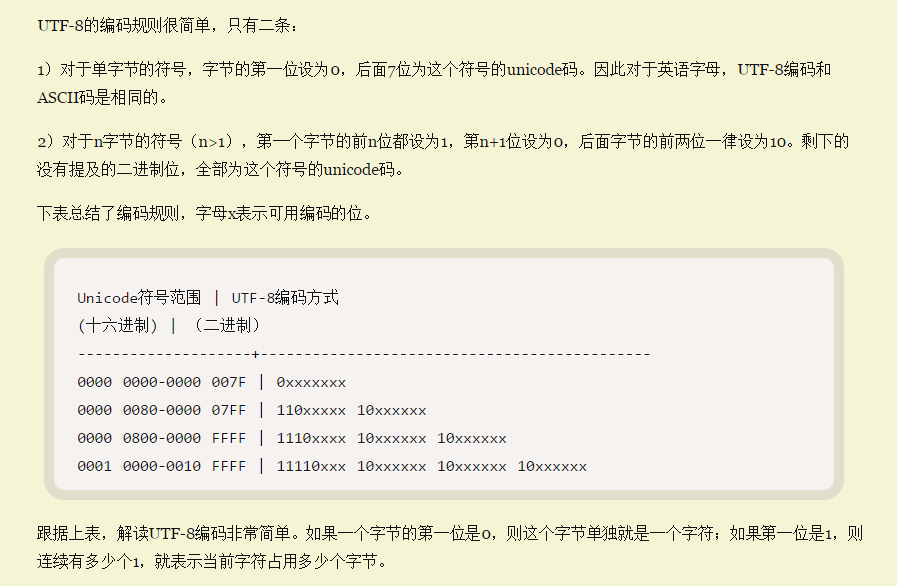 UTF-8的编码规则很简单，只有二条：
1）对于单字节的符号，字节的第一位设为0，后面7位为这个符号的unicode码。因此对于英语字母，UTF-8编码和
ASCII码是相同的。
2）对于n字节的符号（n>1），第一个字节的前n位都设为1，第n+1位设为0，后面字节的前两位一律设为10。剩下的
没有提及的二进制位，全部为这个符号的unicode码。
下表总结了编码规则，字母x表示可用编码的位。
Unicode符号范围 | UTF-8编码方式
(十六进制) | （二进制）
--------------------+---------------------------------------------
0000 0000-0000 007F | 0xxxxxxx
0000 0080-0000 07FF | 110xxxxx 10xxxxxx
0000 0800-0000 FFFF | 1110xxxx 10xxxxxx 10xxxxxx
0001 0000-0010 FFFF | 11110xxx 10xxxxxx 10xxxxxx 10xxxxxx
跟据上表，解读UTF-8编码非常简单。如果一个字节的第一位是0，则这个字节单独就是一个字符；如果第一位是1，则
连续有多少个1，就表示当前字符占用多少个字节。